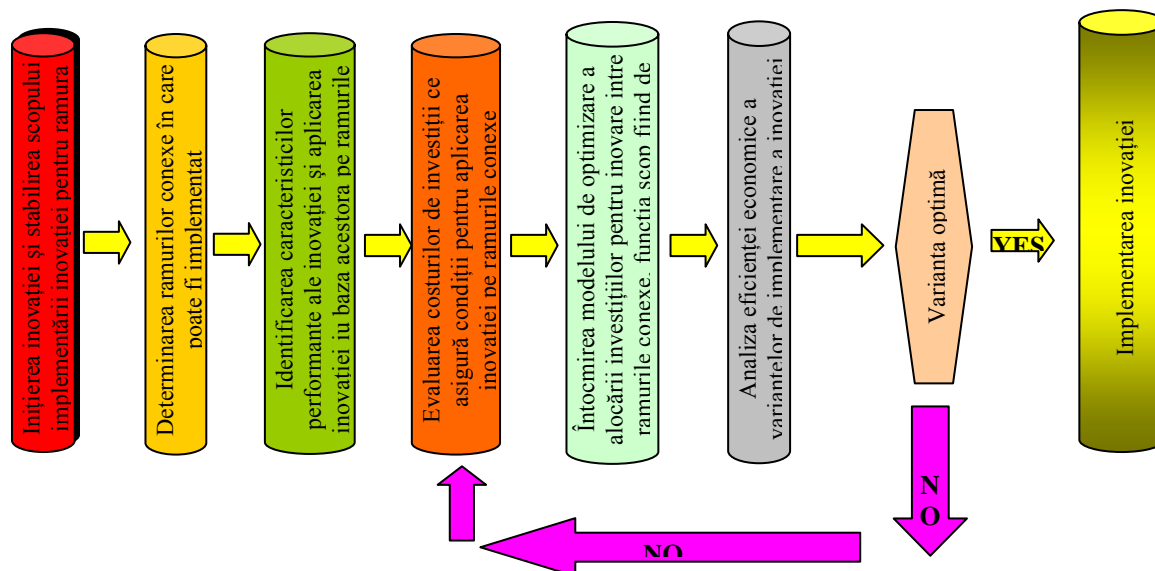 Inițierea inovației și stabilirea scopului
implementării inovației pentru ramura
Determinarea ramurilor conexe în care
poate fi implementat
Identificarea caracteristicilor
performante ale inovației și aplicarea
inovației iu baza acestora pe ramurile
Evaluarea costurilor de investiții ce
asigură condiții pentru aplicarea
inovației pe ramurile conexe
Întocmirea modelului de optimizare a
alocării investițiilor pentru inovare intre
ramurile conexe, funcția scop fiind de
Analiza eficienței economice a
variantelor de implementare a inovației
Varianta optimă
YES
Implementarea inovației
N
O
NO